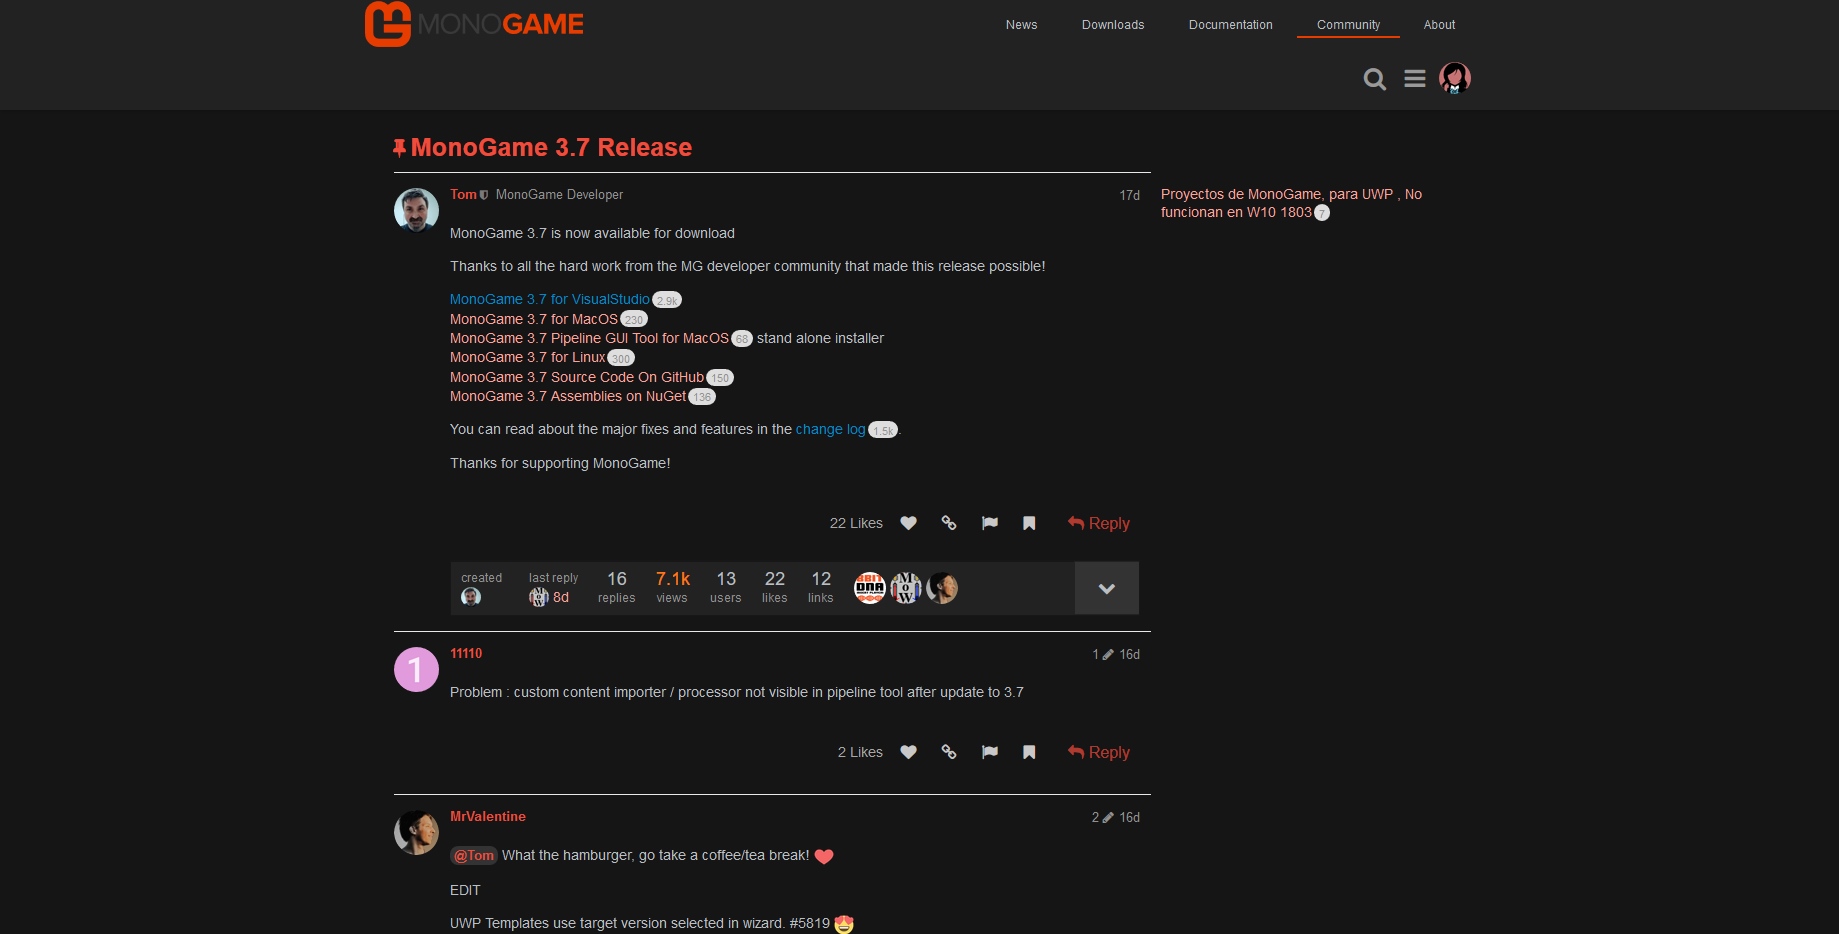 MONOGAME
News Downloads Documentation Community About
MonoGame 3.7 Release
Tom MonoGame Developer 17d
MonoGame 3.7 is now available for download
Thanks to all the hard work from the MG developer community that made this release possible!
MonoGame 3.7 for VisualStudio 2.9k
MonoGame 3.7 for MacOS 230
MonoGame 3.7 Pipeline GUI Tool for MacOS 68 stand alone installer
MonoGame 3.7 for Linux 300
MonoGame 3.7 Source Code On GitHub 150
MonoGame 3.7 Assemblies on NuGet 136
You can read about the major fixes and features in the change log 1.5k.
Thanks for supporting MonoGame!
22 Likes Reply
created last reply 16 7.1k 13 22 12
8d replies views users likes links
Proyectos de MonoGame, para UWP , No
funcionan en W10 1803 7
11110 1 16d
1
Problem : custom content importer / processor not visible in pipeline tool after update to 3.7
2 Likes Reply
MrValentine 2 16d
@Tom What the hamburger, go take a coffee/tea break!
EDIT
UWP Templates use target version selected in wizard. #5819